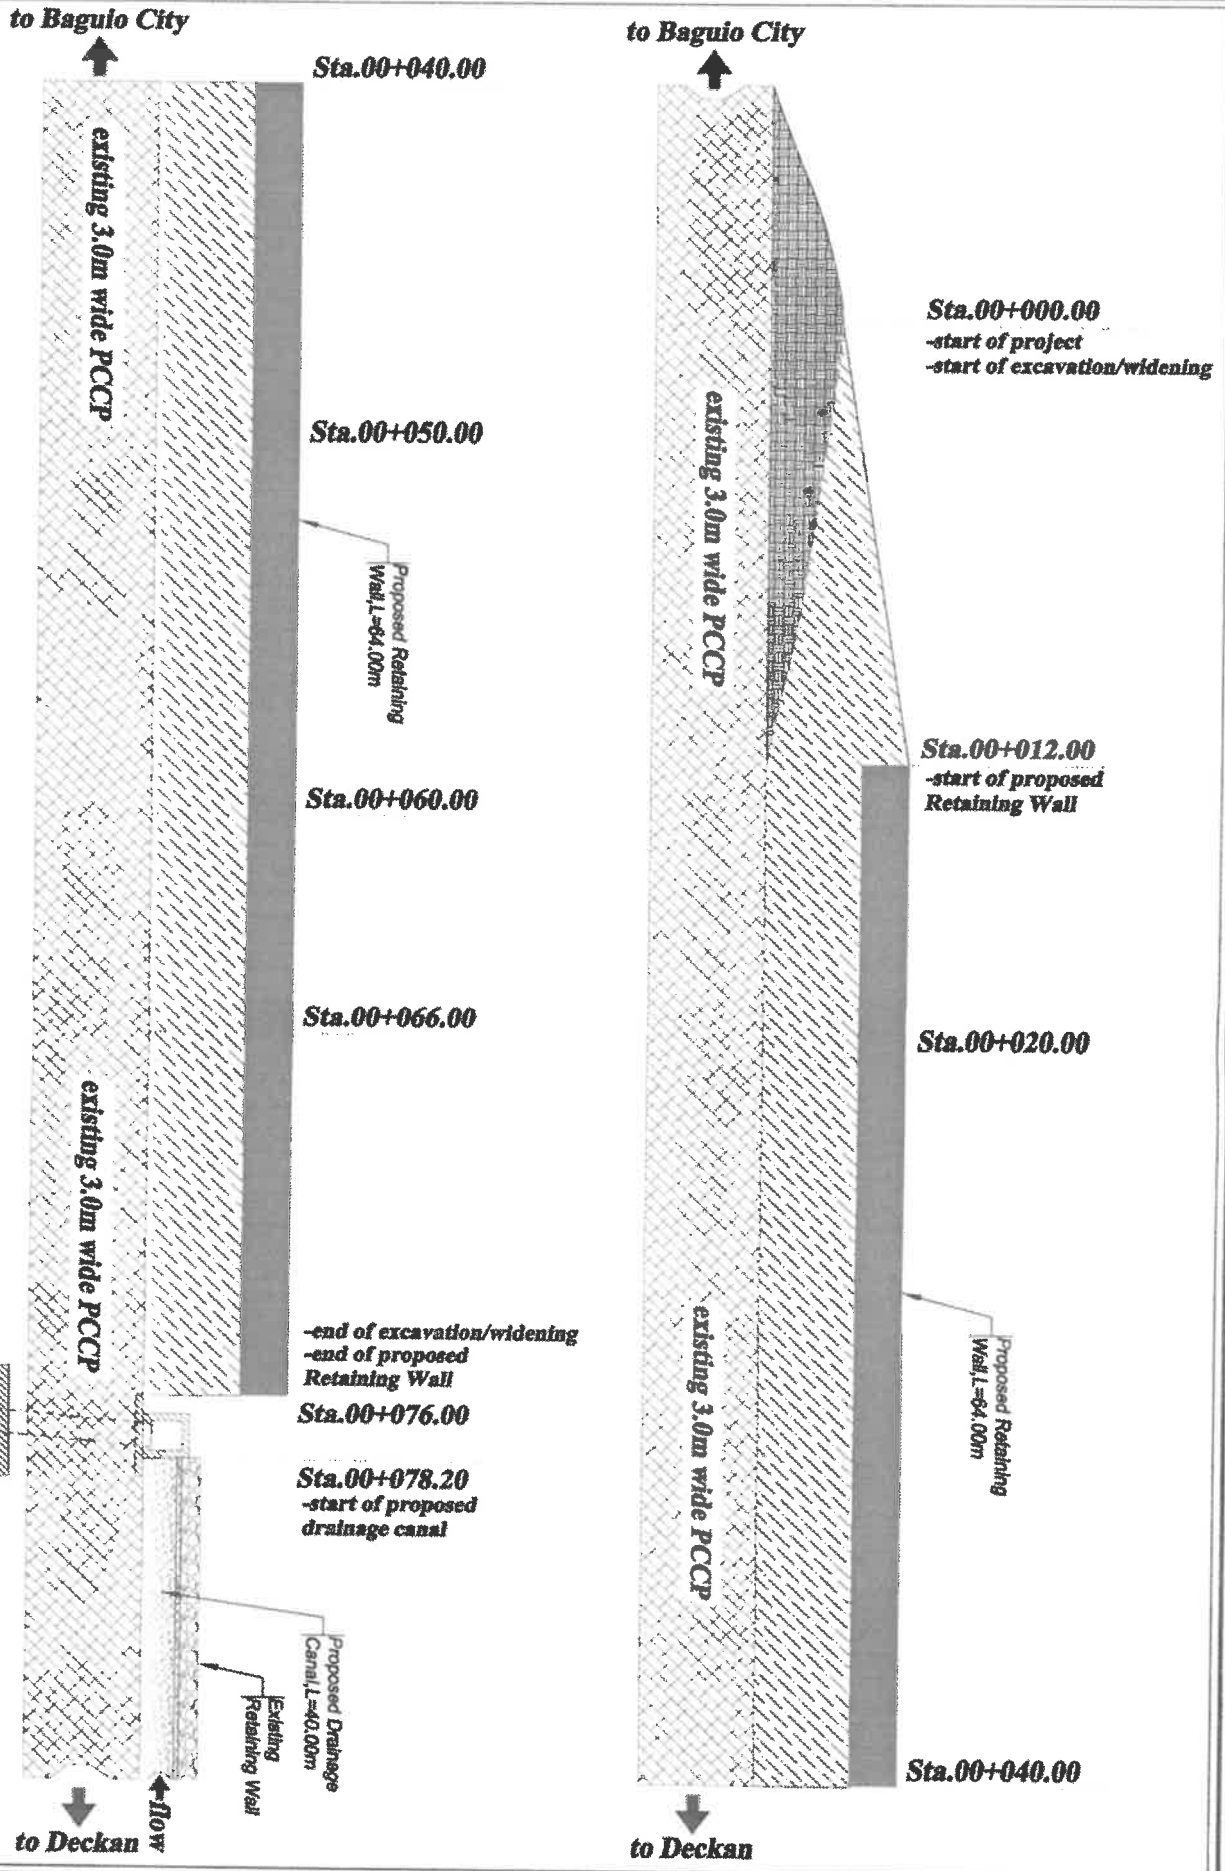 to Baguio City
Sta.00+040.00
existing 3.0m wide PCCP
Sta.00+050.00
Proposed Retaining
Wall,L=64.00m
Sta.00+060.00
Sta.00+066.00
existing 3.0m wide PCCP
-end of excavation/widening
-end of proposed
Retaining Wall
Sta.00+076.00
Sta.00+078.20
-start of proposed
drainage canal
Proposed Drainage
Canal,L=40.00m
Existing
Retaining Wall
flow
to Deckan
to Baguio City
Sta.00+000.00
-start of project
-start of excavation/widening
existing 3.0m wide PCCP
Sta.00+012.00
-start of proposed
Retaining Wall
Sta.00+020.00
existing 3.0m wide PCCP
Proposed Retaining
Wall,L=64.00m
Sta.00+040.00
to Deckan